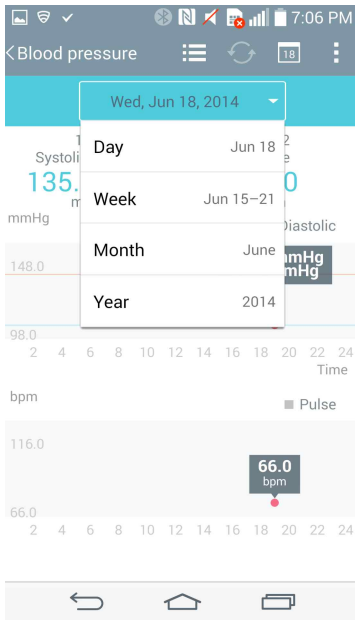 7:06 PM
Blood pressure
18
Wed, Jun 18, 2014
Day Jun 18
Week Jun 15–21
Month June
Year 2014
135.
mmHg
Diastolic
mmHg
148.0
mmHg
98.0
2 4 6 8 10 12 14 16 18 20 22 24
Time
bpm
Pulse
116.0
66.0
bpm
66.0
2 4 6 8 10 12 14 16 18 20 22 24